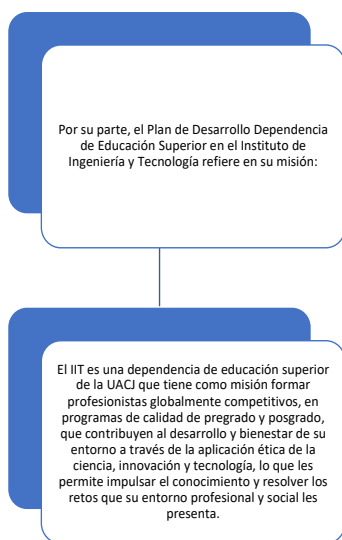 Por su parte, el Plan de Desarrollo Dependencia
de Educación Superior en el Instituto de
Ingeniería y Tecnología refiere en su misión:
El IIT es una dependencia de educación superior
de la UACJ que tiene como misión formar
profesionistas globalmente competitivos, en
programas de calidad de pregrado y posgrado,
que contribuyen al desarrollo y bienestar de su
entorno a través de la aplicación ética de la
ciencia, innovación y tecnología, lo que les
permite impulsar el conocimiento y resolver los
retos que su entorno profesional y social les
presenta.